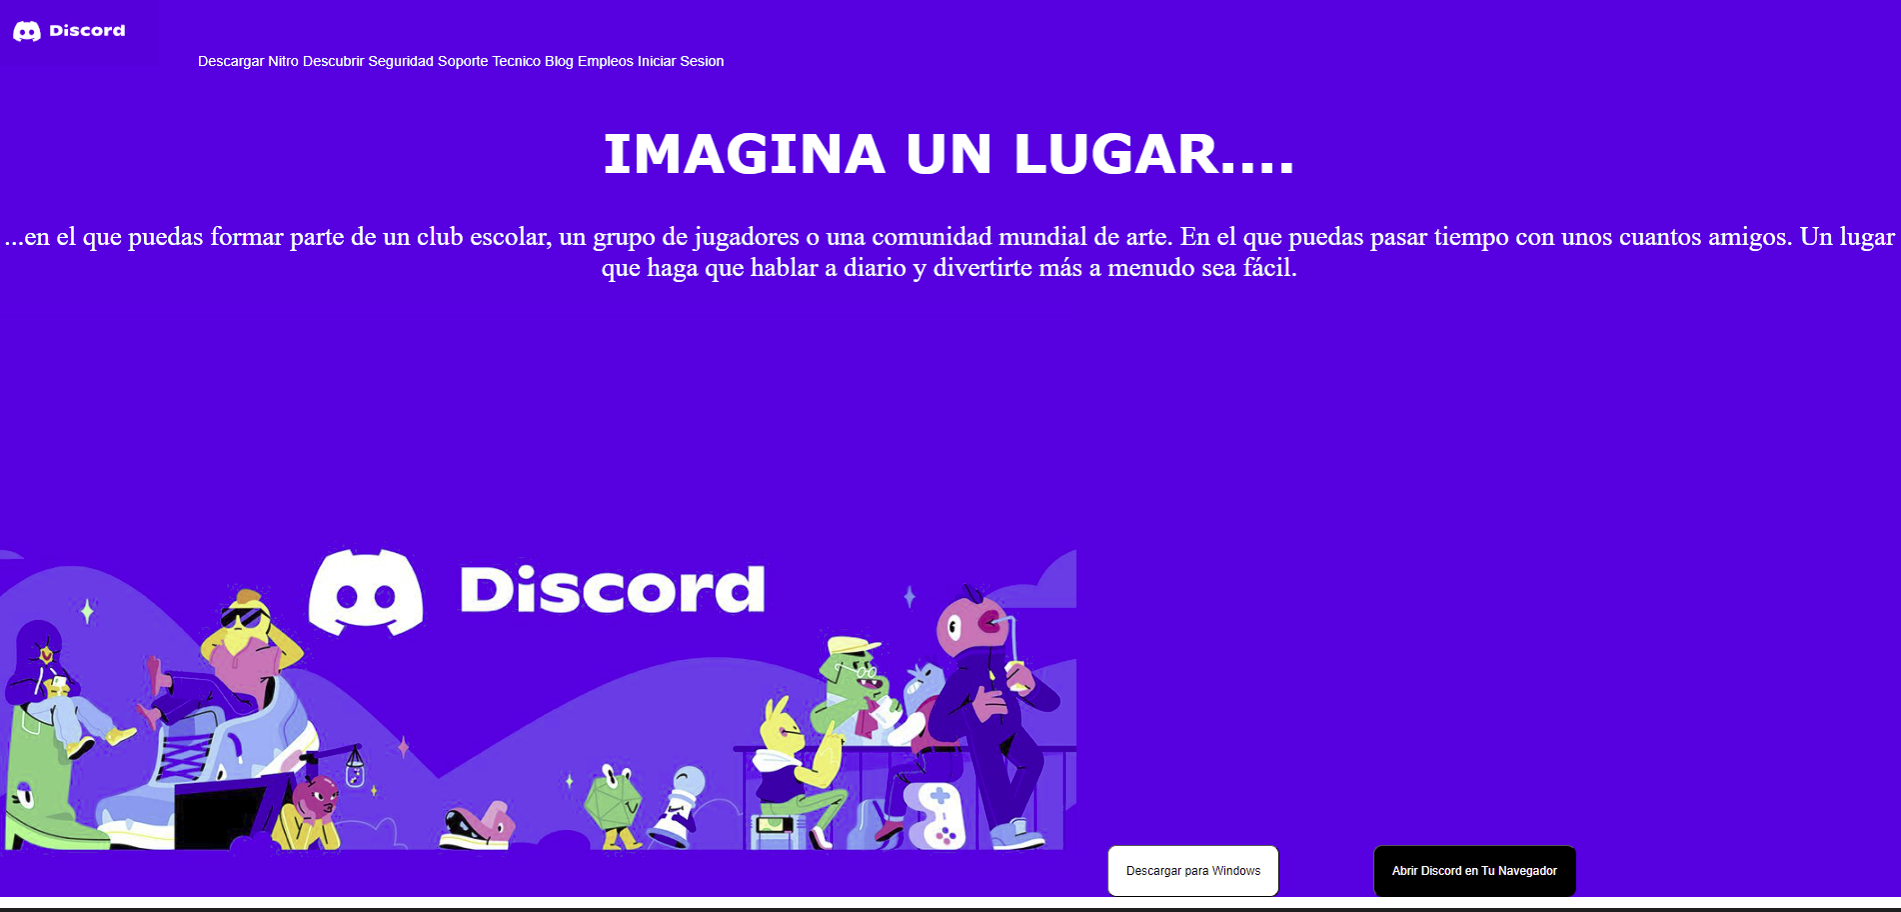 Discord
Descargar Nitro Descubrir Seguridad Soporte Tecnico Blog Empleos Iniciar Sesion
IMAGINA UN LUGAR....
...en el que puedas formar parte de un club escolar, un grupo de jugadores o una comunidad mundial de arte. En el que puedas pasar tiempo con unos cuantos amigos. Un lugar
que haga que hablar a diario y divertirte más a menudo sea fácil.
Discord
Descargar para Windows
Abrir Discord en Tu Navegador